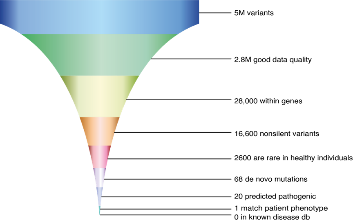 5M variants
2.8M good data quality
28,000 within genes
16,600 nonsilent variants
2600 are rare in healthy individuals
68 de novo mutations
20 predicted pathogenic
1 match patient phenotype
0 in known disease db